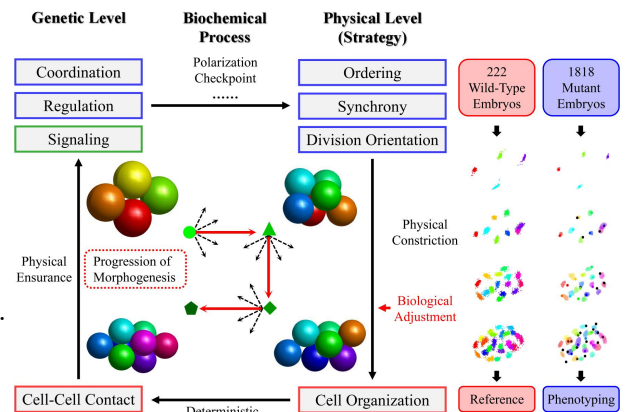 Genetic Level
Biochemical
Process
Physical Level
(Strategy)
Coordination
Regulation
Signaling
Polarization
Checkpoint
......
Ordering
Synchrony
Division Orientation
222
Wild-Type
Embryos
1818
Mutant
Embryos
Physical
Ensurance
Progression of
Morphogenesis
Physical
Constriction
Biological
Adjustment
Cell-Cell Contact
Deterministic
Cell Organization
Reference
Phenotyping